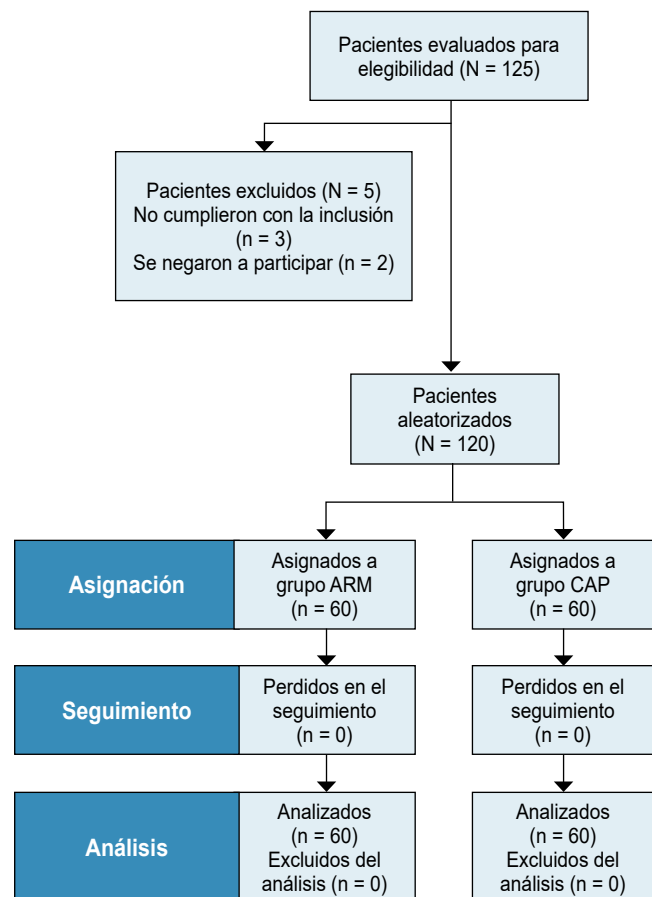 Pacientes evaluados para
elegibilidad (N = 125)
Pacientes excluidos (N = 5)
No cumplieron con la inclusión
(n = 3)
Se negaron a participar (n = 2)
Pacientes
aleatorizados
(N = 120)
Asignación
Asignados a
grupo ARM
(n = 60)
Asignados a
grupo CAP
(n = 60)
Seguimiento
Perdidos en el
seguimiento
(n = 0)
Perdidos en el
seguimiento
(n = 0)
Análisis
Analizados
(n = 60)
Excluidos del
análisis (n = 0)
Analizados
(n = 60)
Excluidos del
análisis (n = 0)